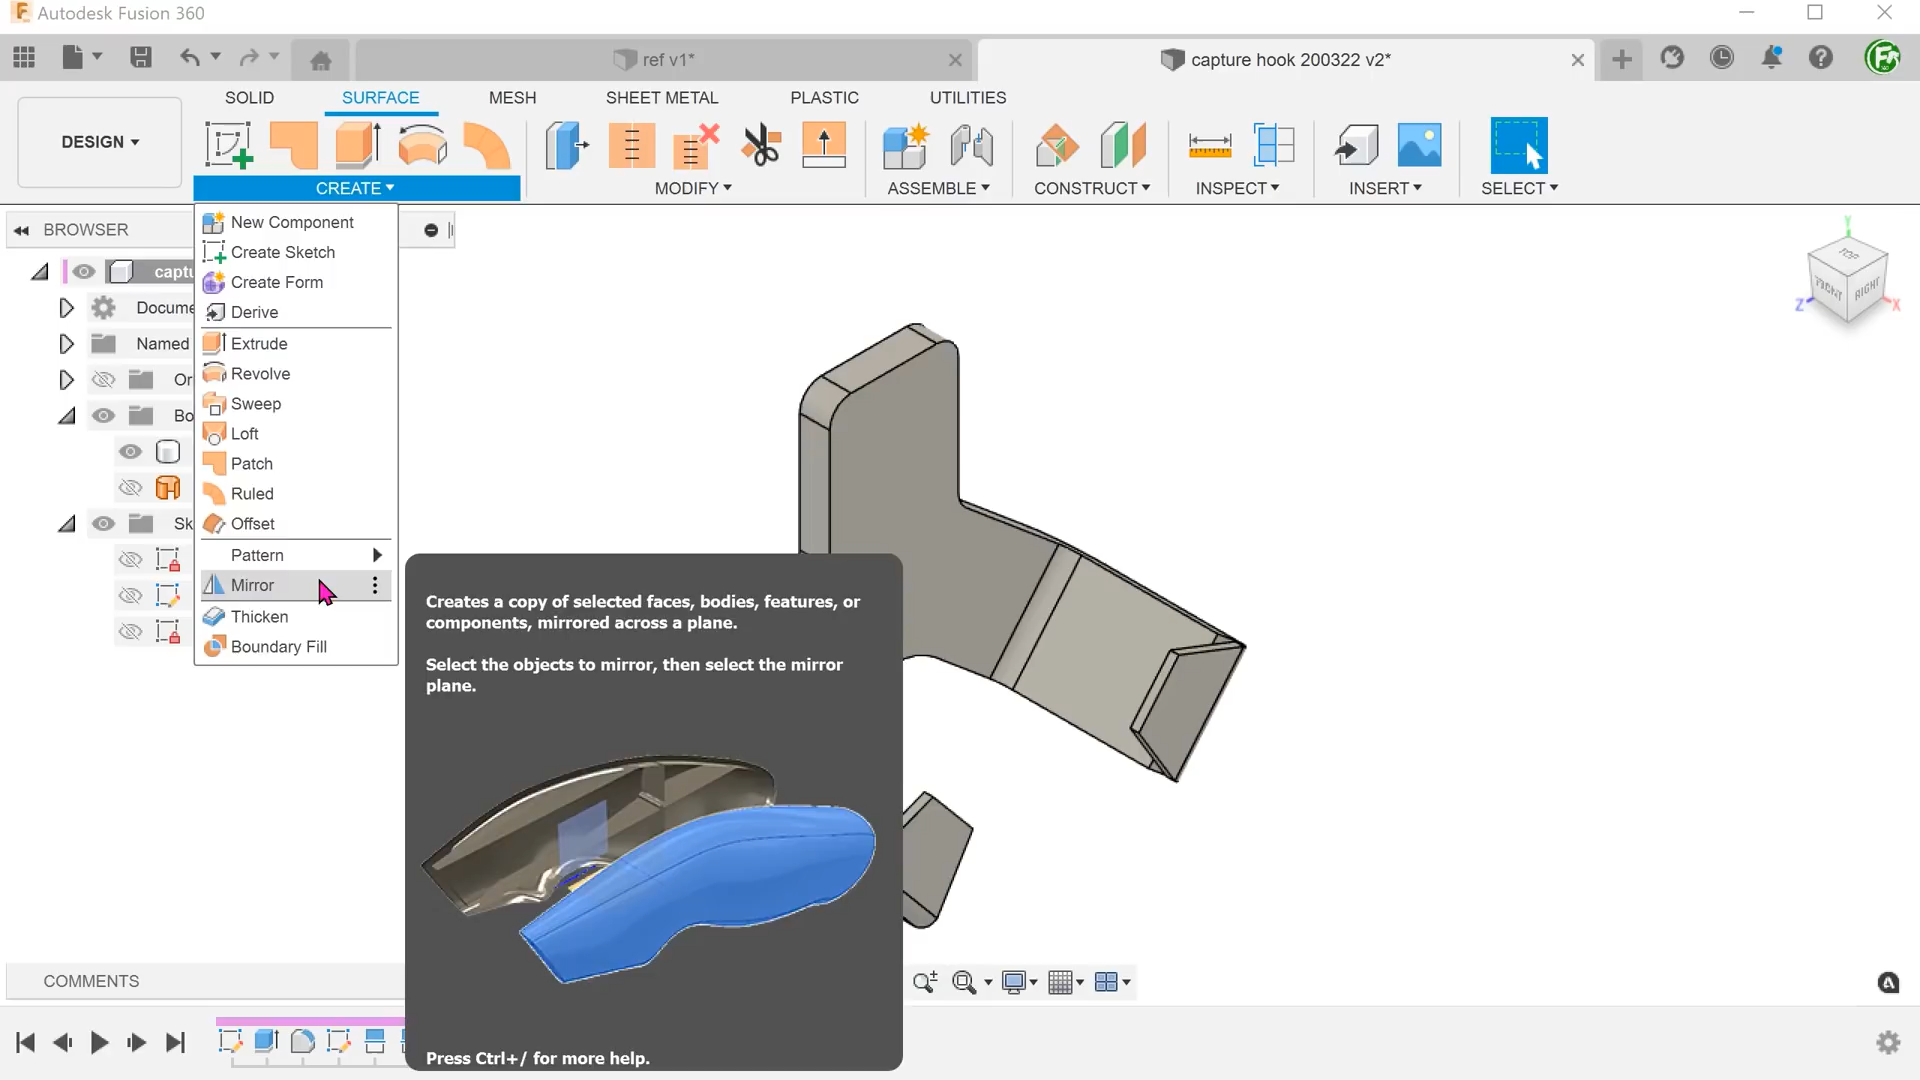 Autodesk Fusion 360
ref v1*
capture hook 200322 v2*
SOLID
SURFACE
MESH
SHEET METAL
PLASTIC
UTILITIES
DESIGN
CREATE
MODIFY
ASSEMBLE
CONSTRUCT
INSPECT
INSERT
SELECT
BROWSER
captu
Docume
Named
Or
Bo
Sk
New Component
Create Sketch
Create Form
Derive
Extrude
Revolve
Sweep
Loft
Patch
Ruled
Offset
Pattern
Mirror
Thicken
Boundary Fill
Creates a copy of selected faces, bodies, features, or
components, mirrored across a plane.
Select the objects to mirror, then select the mirror
plane.
Press Ctrl+/ for more help.
Y
TOP
FRONT
RIGHT
Z
X
COMMENTS